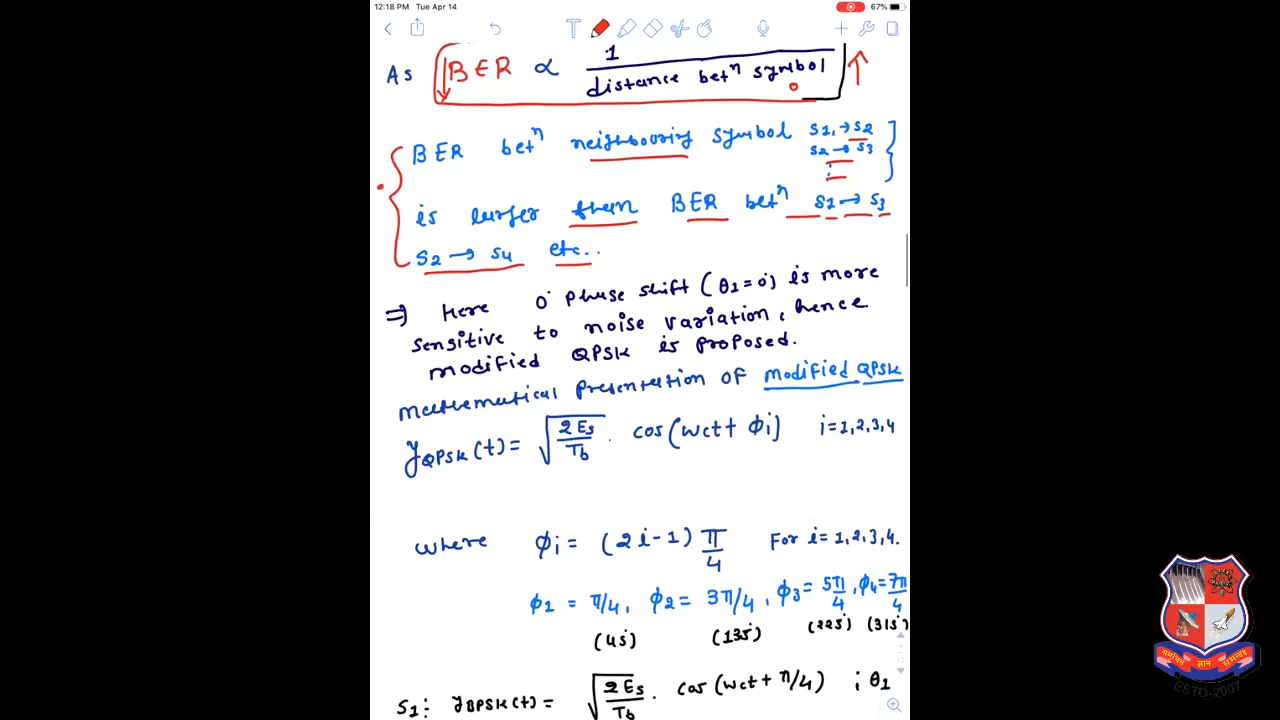 12:18 PM Tue Apr 14
67%
As BER ∝ 1 / distance betⁿ symbol
BER betⁿ neighbouring symbol S1 → S2
S2 → S3
is larger than BER betⁿ S1 → S3
S2 → S4 etc..
⇒ Here 0° phase shift (θ1=0°) is more
sensitive to noise variation, hence
modified QPSK is proposed.
mathematical presentation of modified QPSK
yQPSK(t) = √(2Es/Tb) . cos(wct + ϕi) i=1,2,3,4
where ϕi = (2i-1) π/4 For i=1,2,3,4.
ϕ1 = π/4, ϕ2 = 3π/4, ϕ3 = 5π/4, ϕ4 = 7π/4
(45°) (135°) (225°) (315°)
S1: yQPSK(t) = √(2Es/Tb) . cos(wct + π/4) ; θ1
ESTD-2007